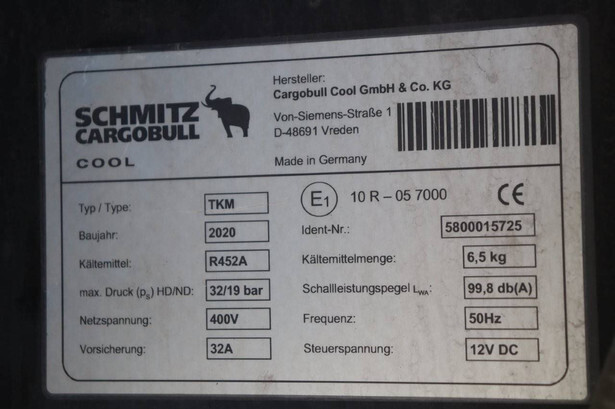 SCHMITZ
CARGOBULL
COOL
Hersteller:
Cargobull Cool GmbH & Co. KG
Von-Siemens-Straße 1
D-48691 Vreden
Made in Germany
Typ / Type: TKM
E1 10 R – 05 7000 CE
Baujahr: 2020
Ident-Nr.: 5800015725
Kältemittel: R452A
Kältemittelmenge: 6,5 kg
max. Druck (pg) HD/ND: 32/19 bar
Schallleistungspegel LWA: 99,8 db(A)
Netzspannung: 400V
Frequenz: 50Hz
Vorsicherung: 32A
Steuerspannung: 12V DC